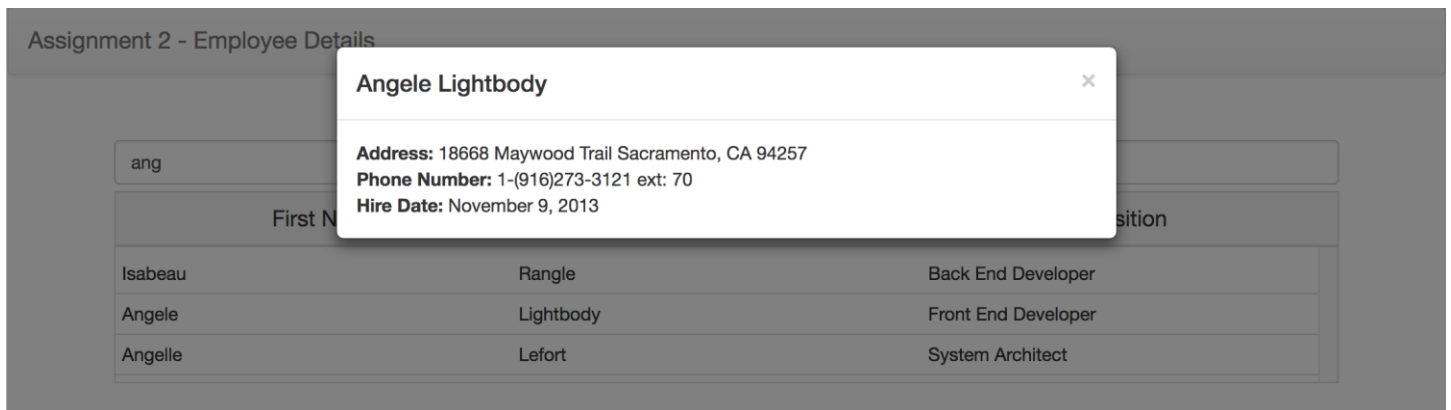 Assignment 2 - Employee Details
Angele Lightbody ×
Address: 18668 Maywood Trail Sacramento, CA 94257
Phone Number: 1-(916)273-3121 ext: 70
Hire Date: November 9, 2013
ang
First N sition
Isabeau Rangle Back End Developer
Angele Lightbody Front End Developer
Angelle Lefort System Architect